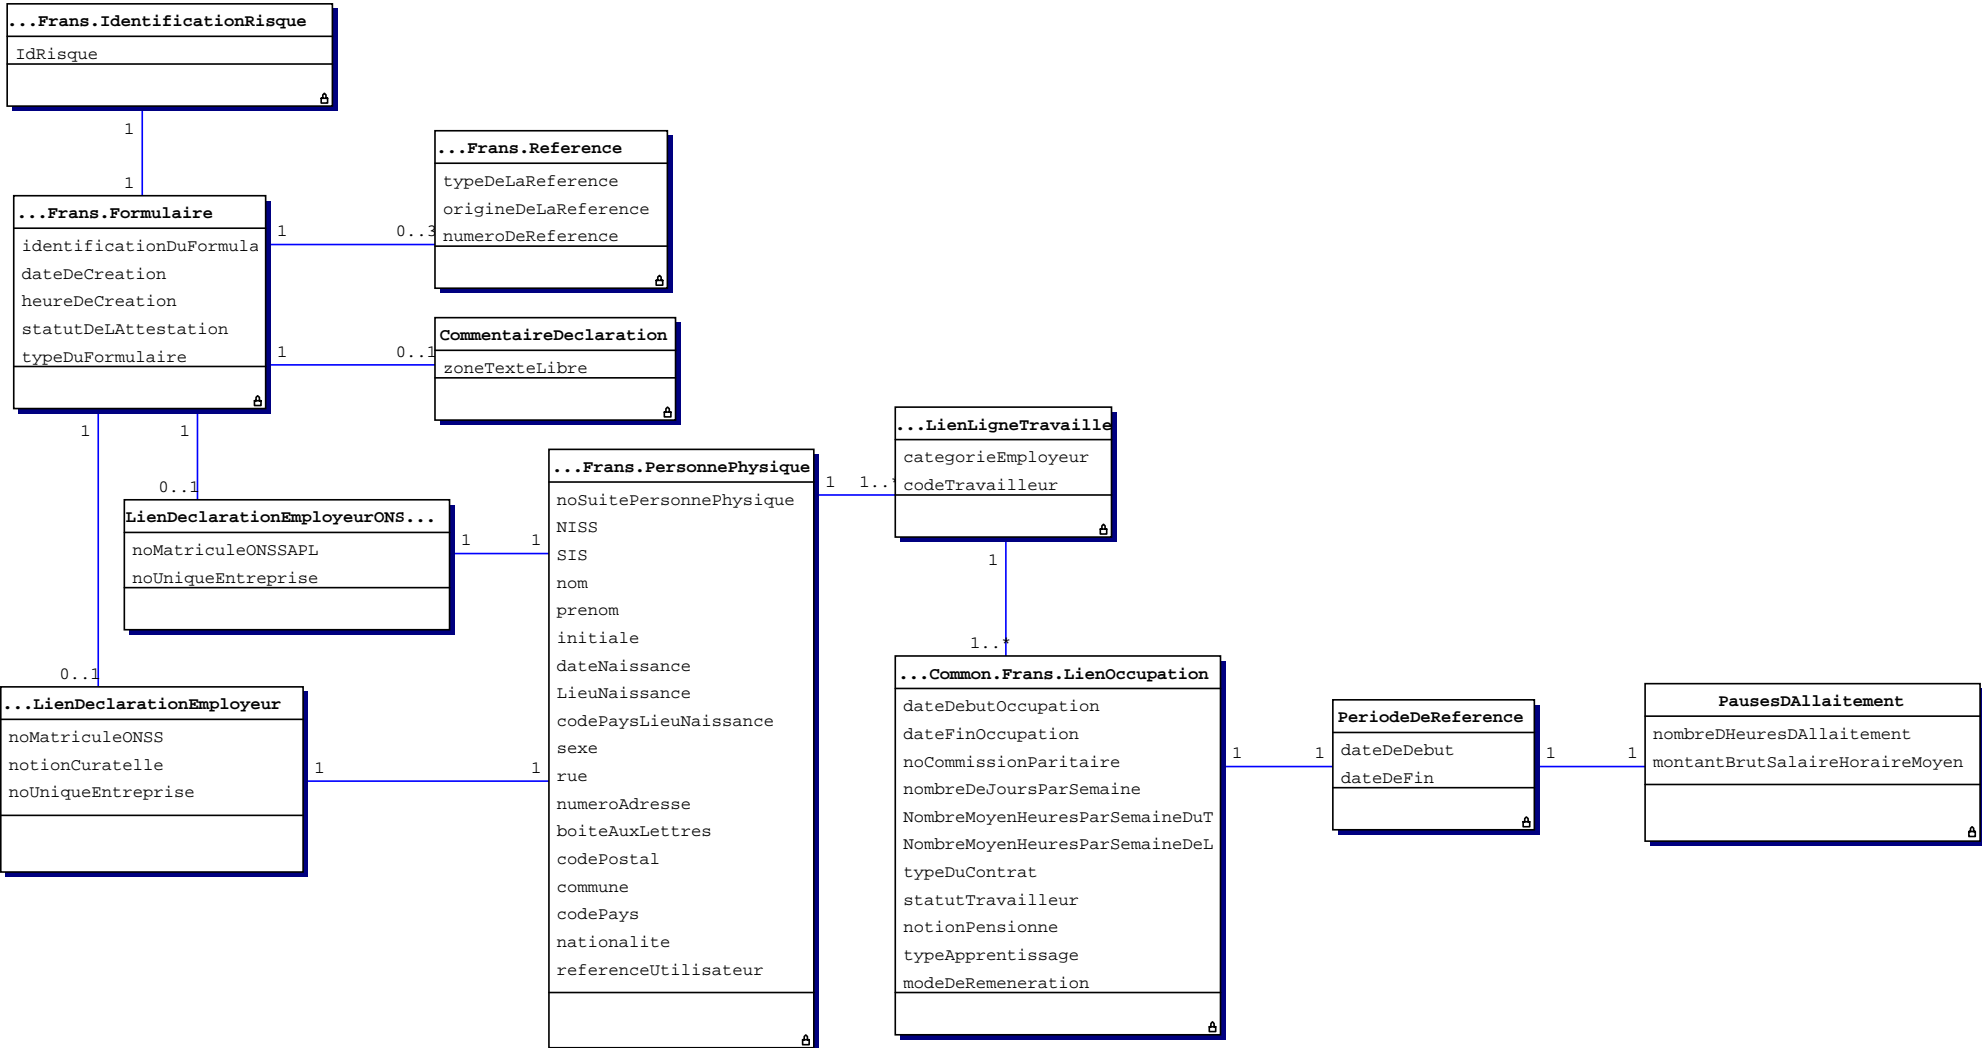 ...Frans.IdentificationRisque
IdRisque
1
1
...Frans.Reference
typeDeLaReference
origineDeLaReference
numeroDeReference
...Frans.Formulaire
identificationDuFormula
dateDeCreation
heureDeCreation
statutDeLAttestation
typeDuFormulaire
1
0..3
1
0..1
CommentaireDeclaration
zoneTexteLibre
1
1
0..1
0..1
LienDeclarationEmployeurONS...
noMatriculeONSSAPL
noUniqueEntreprise
1
1
...LienDeclarationEmployeur
noMatriculeONSS
notionCuratelle
noUniqueEntreprise
1
1
...Frans.PersonnePhysique
noSuitePersonnePhysique
NISS
SIS
nom
prenom
initiale
dateNaissance
LieuNaissance
codePaysLieuNaissance
sexe
rue
numeroAdresse
boiteAuxLettres
codePostal
commune
codePays
nationalite
referenceUtilisateur
1
1..*
...LienLigneTravaille
categorieEmployeur
codeTravailleur
1
1..*
...Common.Frans.LienOccupation
dateDebutOccupation
dateFinOccupation
noCommissionParitaire
nombreDeJoursParSemaine
NombreMoyenHeuresParSemaineDuT
NombreMoyenHeuresParSemaineDeL
typeDuContrat
statutTravailleur
notionPensionne
typeApprentissage
modeDeRemeneration
1
1
PeriodeDeReference
dateDeDebut
dateDeFin
1
1
PausesDAllaitement
nombreDHeuresDAllaitement
montantBrutSalaireHoraireMoyen